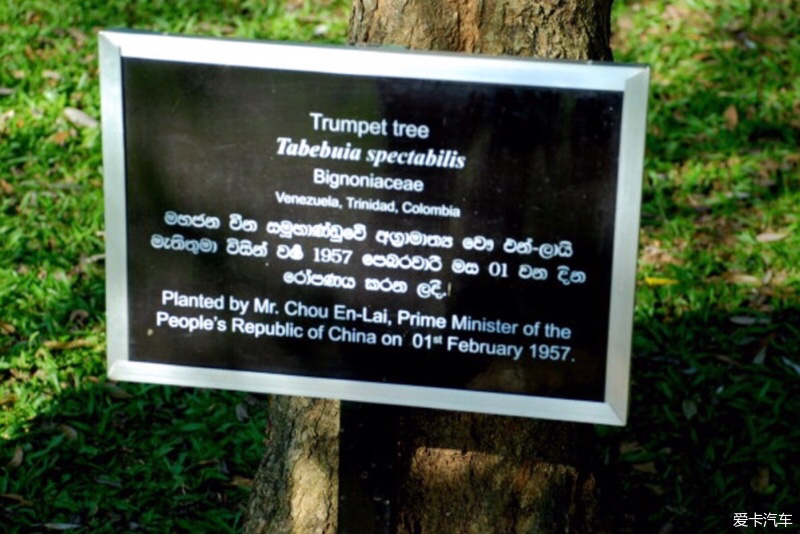 Trumpet tree
Tabebuia spectabilis
Bignoniaceae
Venezuela, Trinidad, Colombia
මහජන චීන සමූහාණ්ඩුවේ අග්‍රාමාත්‍ය චෞ එන්-ලායි
මැතිතුමා විසින් වර්ෂ 1957 පෙබරවාරි මස 01 වන දින
රෝපණය කරන ලදි.
Planted by Mr. Chou En-Lai, Prime Minister of the
People's Republic of China on 01st February 1957.
爱卡汽车